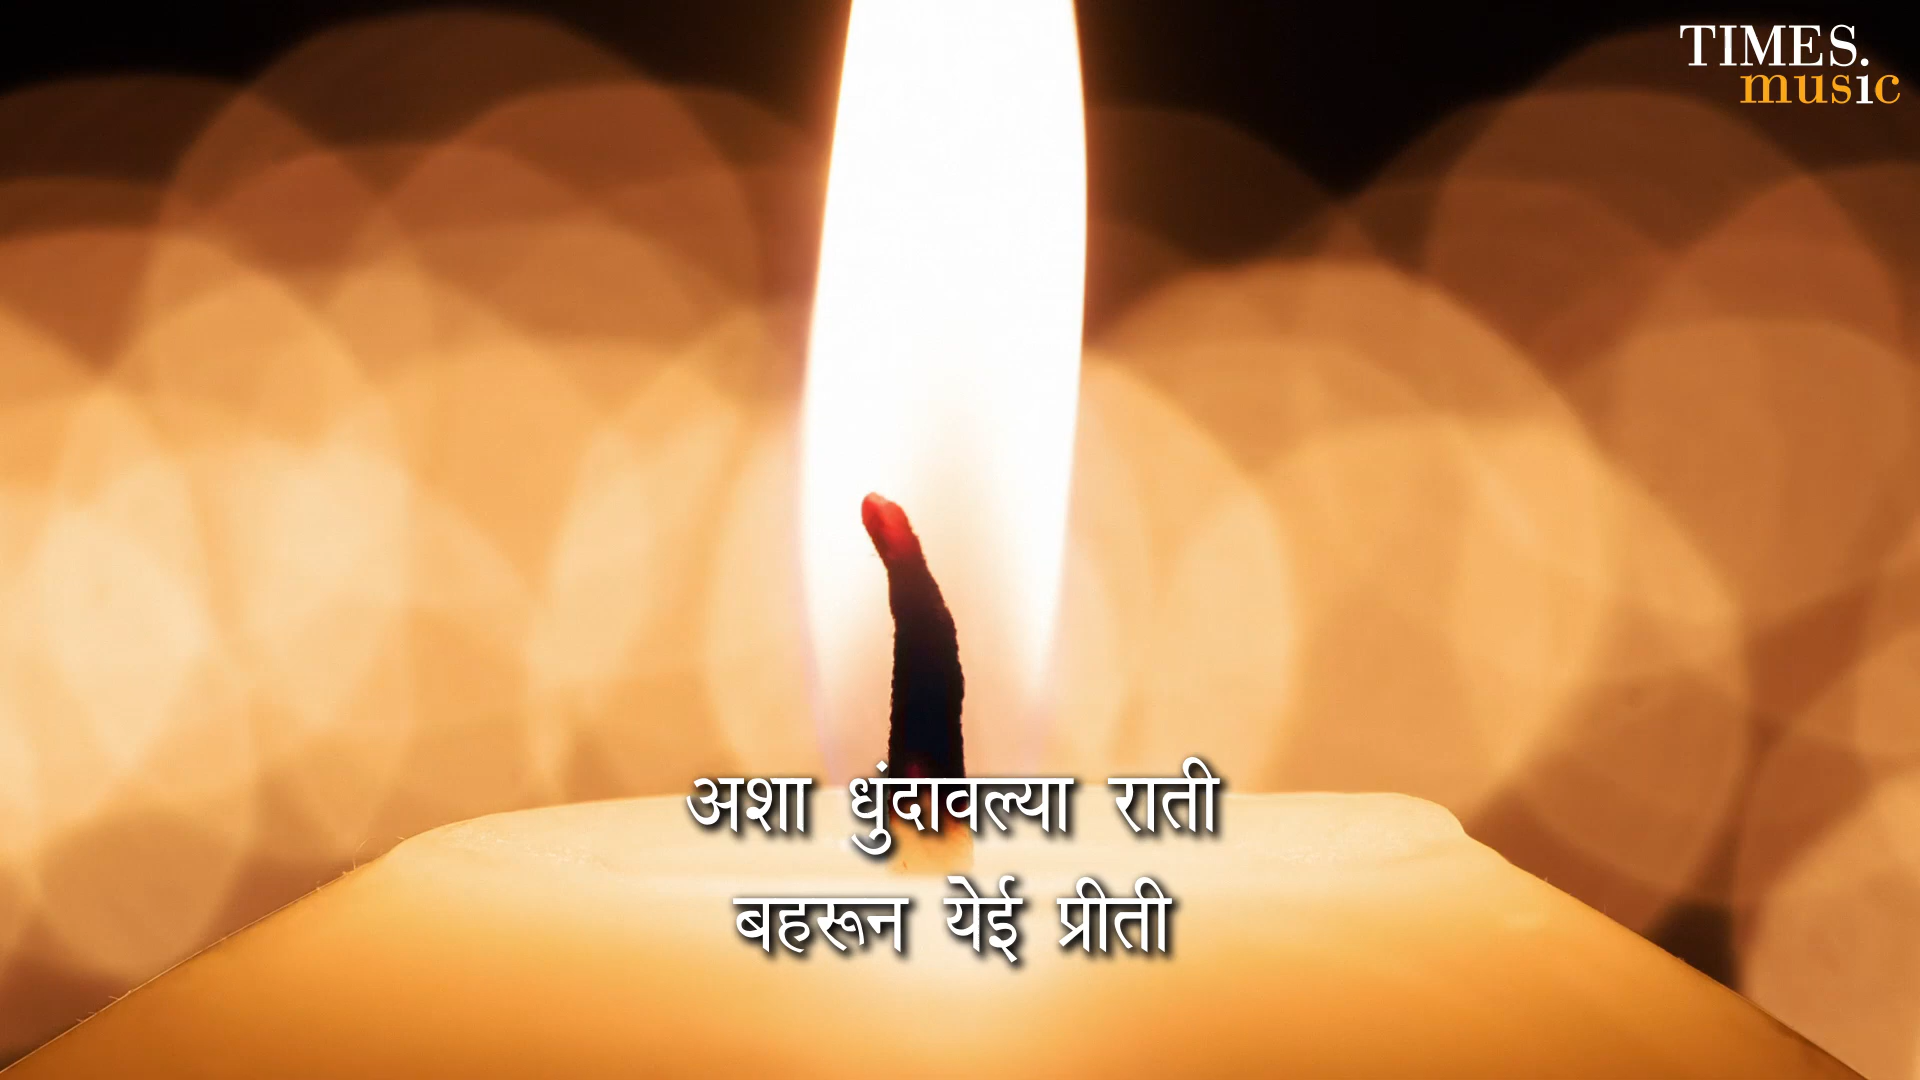 TIMES.
music
अशा धुंदावल्या राती
बहरून येई प्रीती